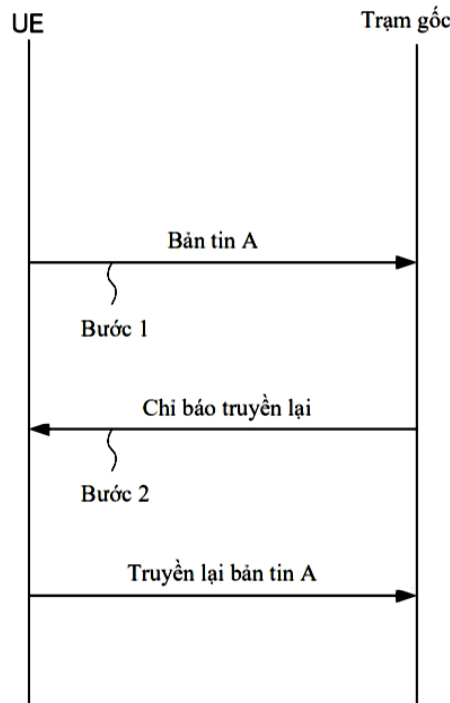 UE
Trạm gốc
Bản tin A
Bước 1
Chỉ báo truyền lại
Bước 2
Truyền lại bản tin A